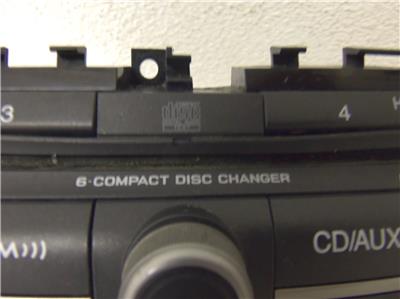 3
4 H
6-COMPACT DISC CHANGER
M)))
CD/AUX